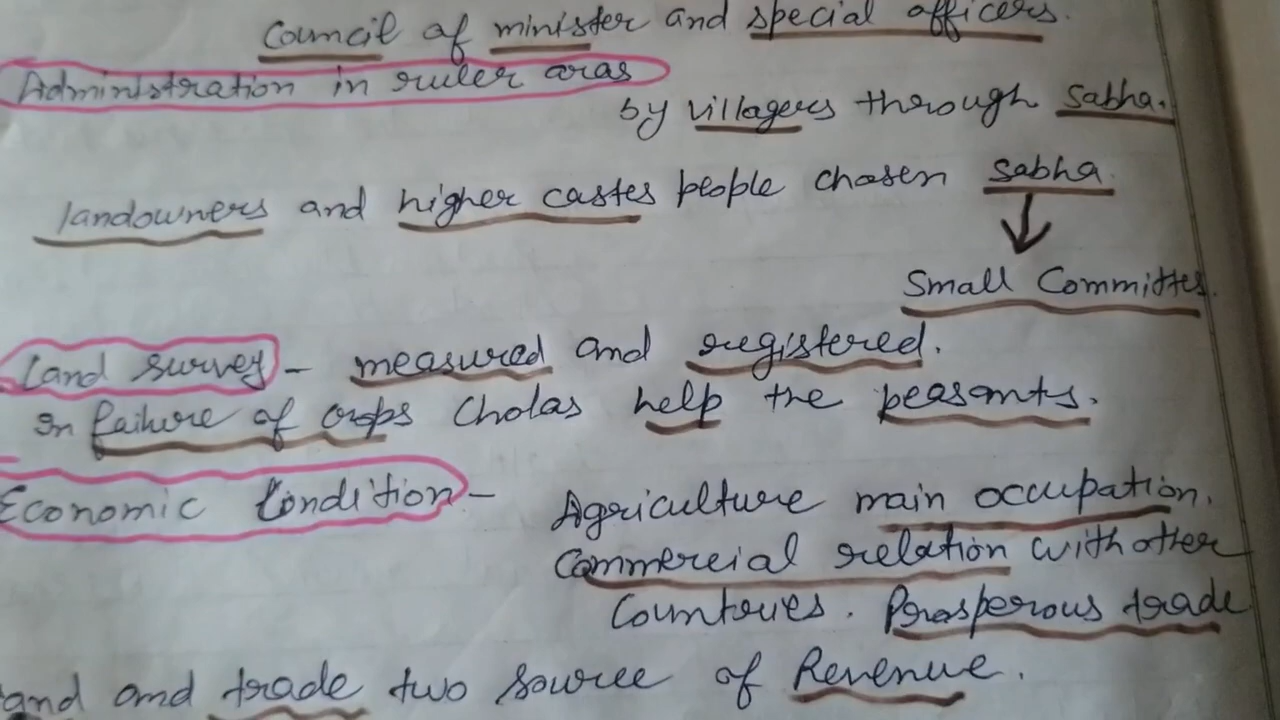 Council of minister and special officers.
Administration in ruler aras
by villagers through sabha.
landowners and higher castes people chosen sabha.
Small Committes.
Land survey - measured and registered.
In failure of crops Cholas help the peasants.
Economic Condition - Agriculture main occupation.
Commercial relation with other
Countries. Prosperous trade
land and trade two source of Revenue.